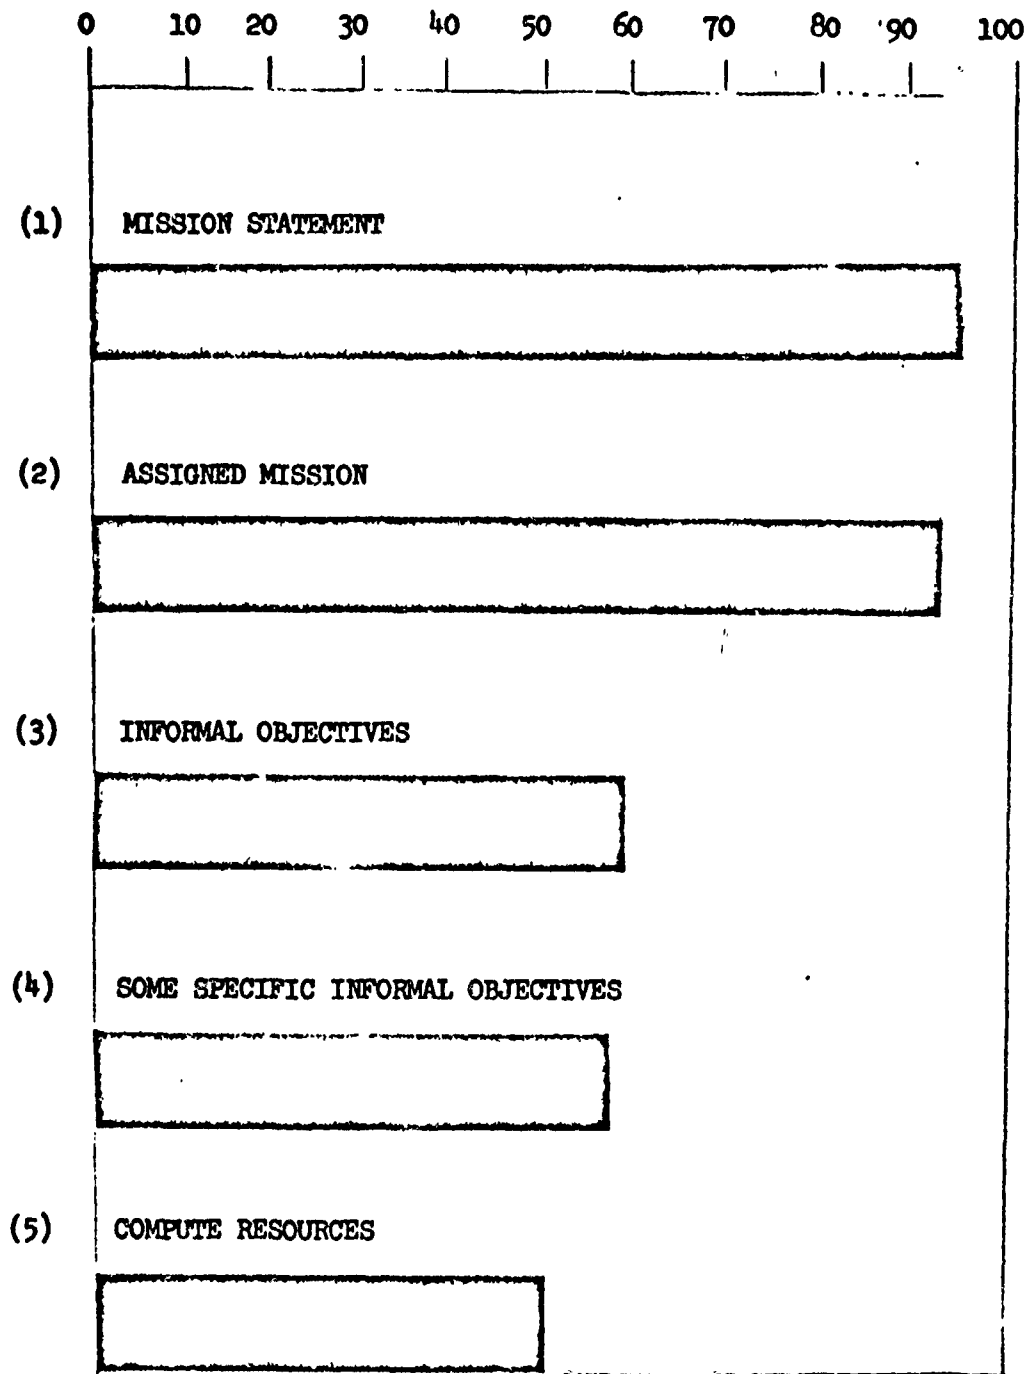 0 10 20 30 40 50 60 70 80 90 100
(1) MISSION STATEMENT
(2) ASSIGNED MISSION
(3) INFORMAL OBJECTIVES
(4) SOME SPECIFIC INFORMAL OBJECTIVES
(5) COMPUTE RESOURCES